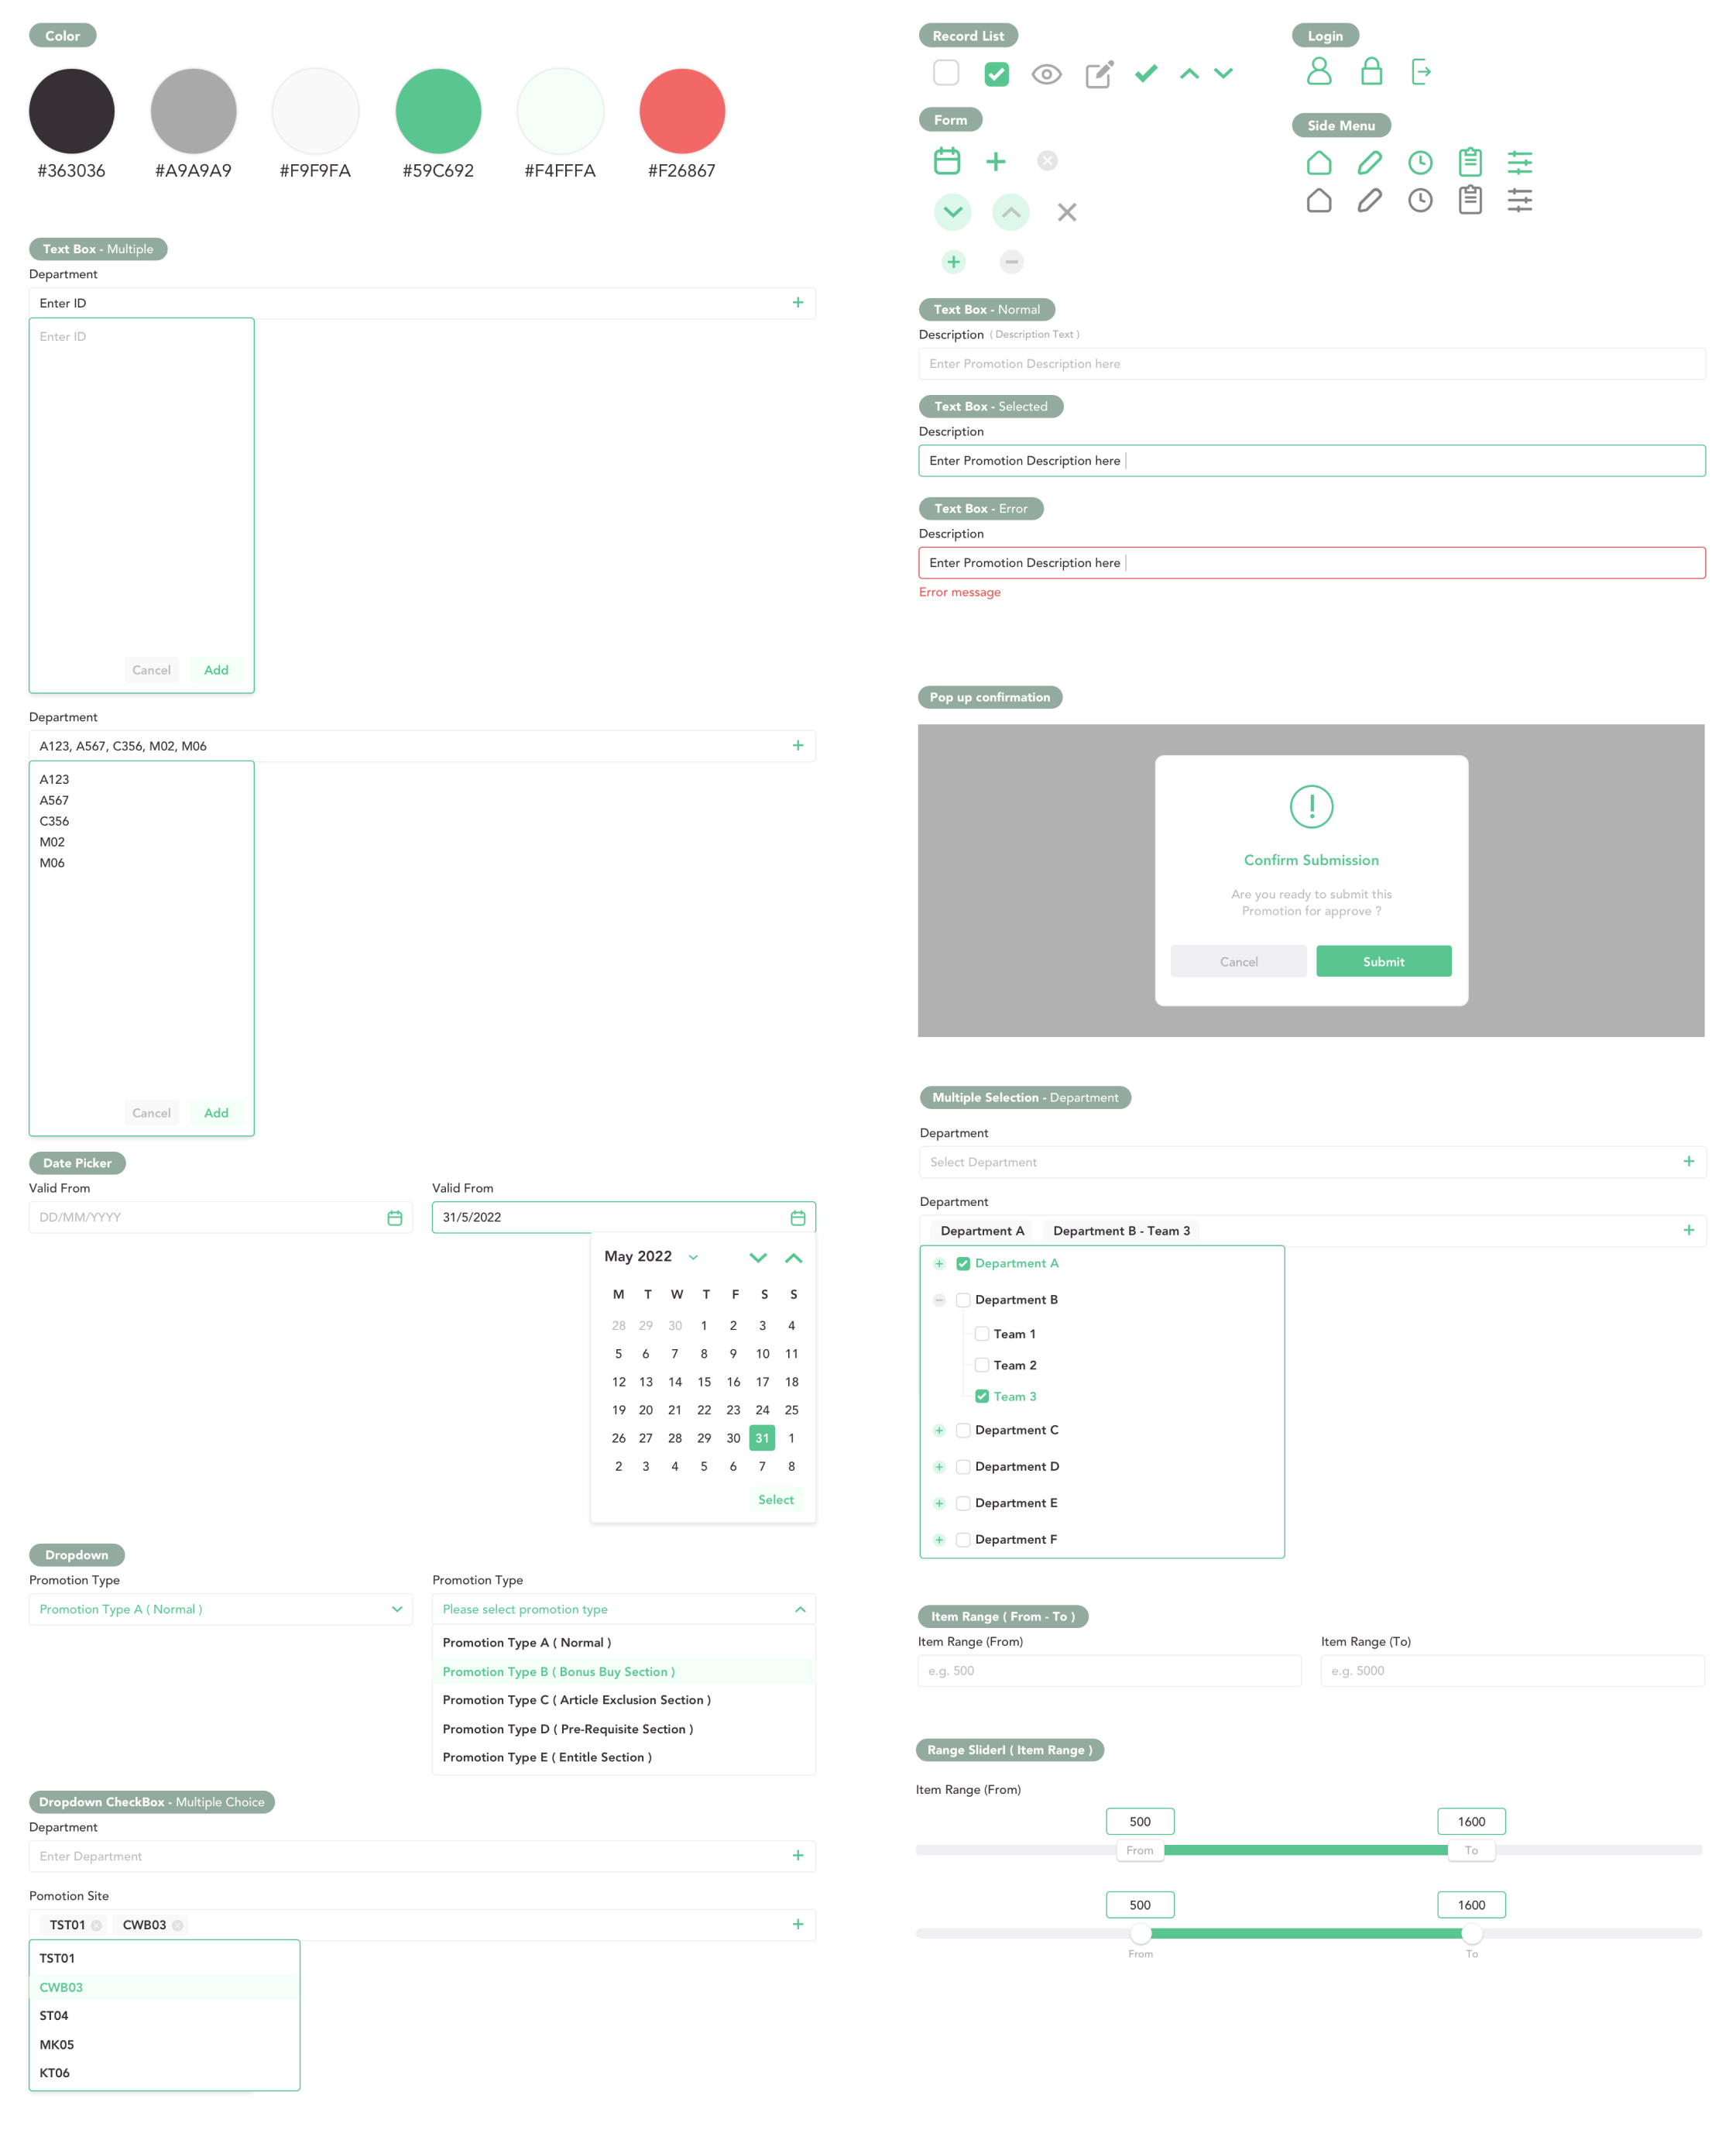 Color
#363036 #A9A9A9 #F9F9FA #59C692 #F4FFFA #F26867
Text Box - Multiple
Department
Enter ID
Enter ID
Cancel Add
Department
A123, A567, C356, M02, M06
A123
A567
C356
M02
M06
Cancel Add
Date Picker
Valid From
DD/MM/YYYY
Valid From
31/5/2022
May 2022
M T W T F S S
28 29 30 1 2 3 4
5 6 7 8 9 10 11
12 13 14 15 16 17 18
19 20 21 22 23 24 25
26 27 28 29 30 31 1
2 3 4 5 6 7 8
Select
Dropdown
Promotion Type
Promotion Type A ( Normal )
Promotion Type
Please select promotion type
Promotion Type A ( Normal )
Promotion Type B ( Bonus Buy Section )
Promotion Type C ( Article Exclusion Section )
Promotion Type D ( Pre-Requisite Section )
Promotion Type E ( Entitle Section )
Dropdown CheckBox - Multiple Choice
Department
Enter Department
Pomotion Site
TST01 CWB03
TST01
CWB03
ST04
MK05
KT06
Record List
Form
Login
Side Menu
Text Box - Normal
Description ( Description Text )
Enter Promotion Description here
Text Box - Selected
Description
Enter Promotion Description here
Text Box - Error
Description
Enter Promotion Description here
Error message
Pop up confirmation
Confirm Submission
Are you ready to submit this
Promotion for approve ?
Cancel Submit
Multiple Selection - Department
Department
Select Department
Department
Department A Department B - Team 3
Department A
Department B
Team 1
Team 2
Team 3
Department C
Department D
Department E
Department F
Item Range ( From - To )
Item Range (From)
e.g. 500
Item Range (To)
e.g. 5000
Range Sliderl ( Item Range )
Item Range (From)
500 1600
From To
500 1600
From To